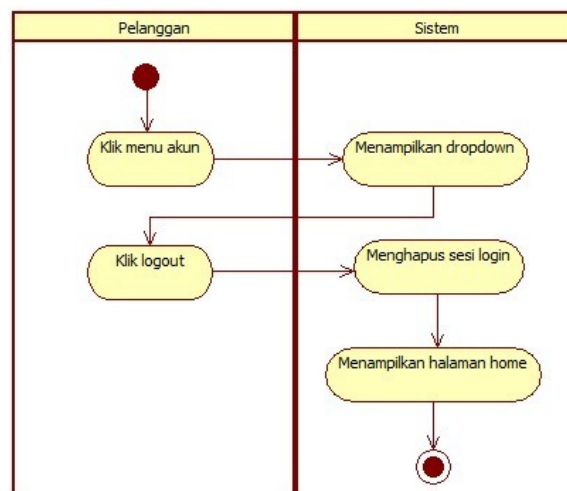 Pelanggan
Sistem
Klik menu akun
Menampilkan dropdown
Klik logout
Menghapus sesi login
Menampilkan halaman home